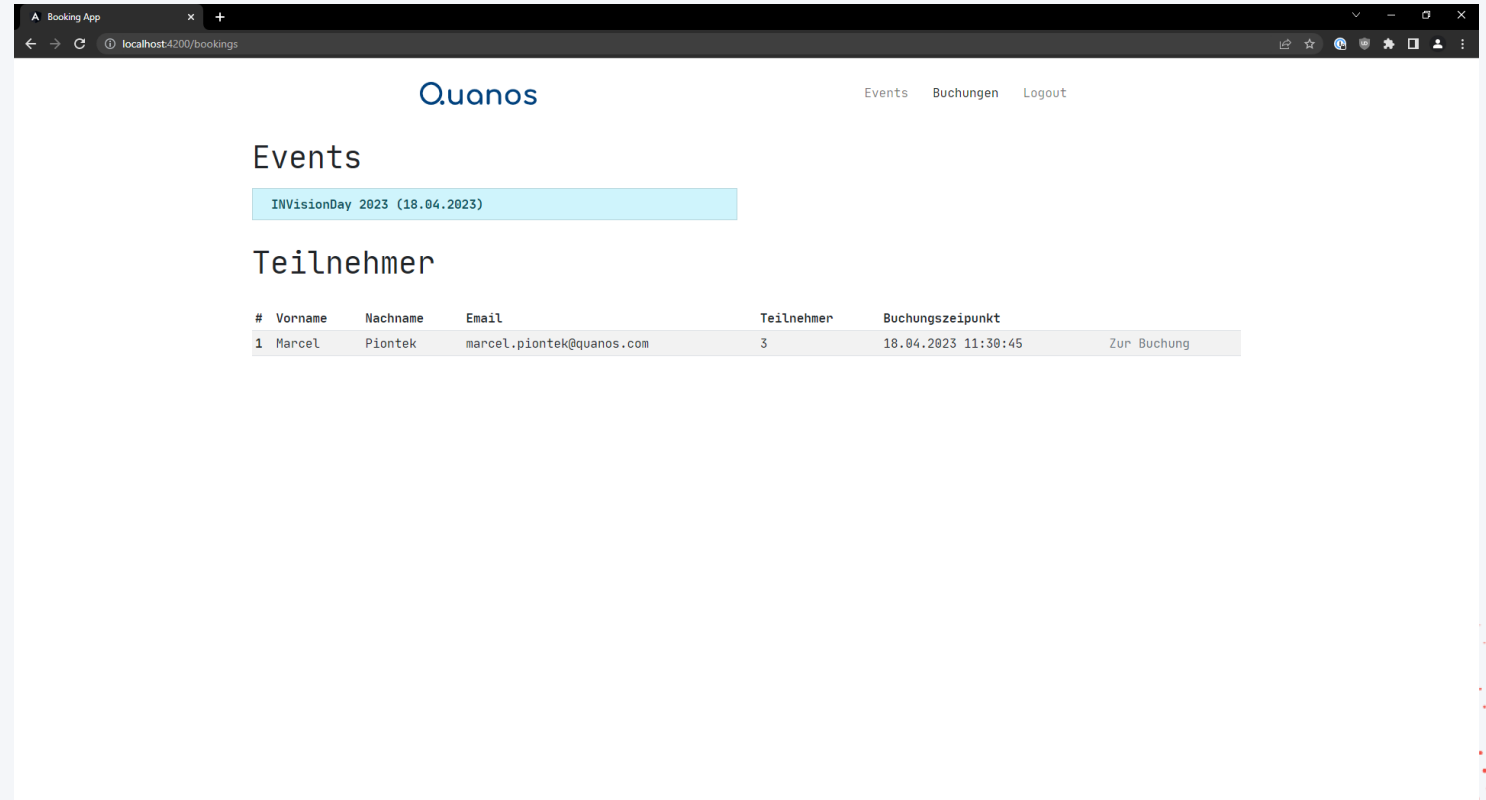 Booking App
localhost:4200/bookings
Quanos Events Buchungen Logout
Events
INVisionDay 2023 (18.04.2023)
Teilnehmer
# Vorname Nachname Email Teilnehmer Buchungszeipunkt
1 Marcel Piontek marcel.piontek@quanos.com 3 18.04.2023 11:30:45 Zur Buchung